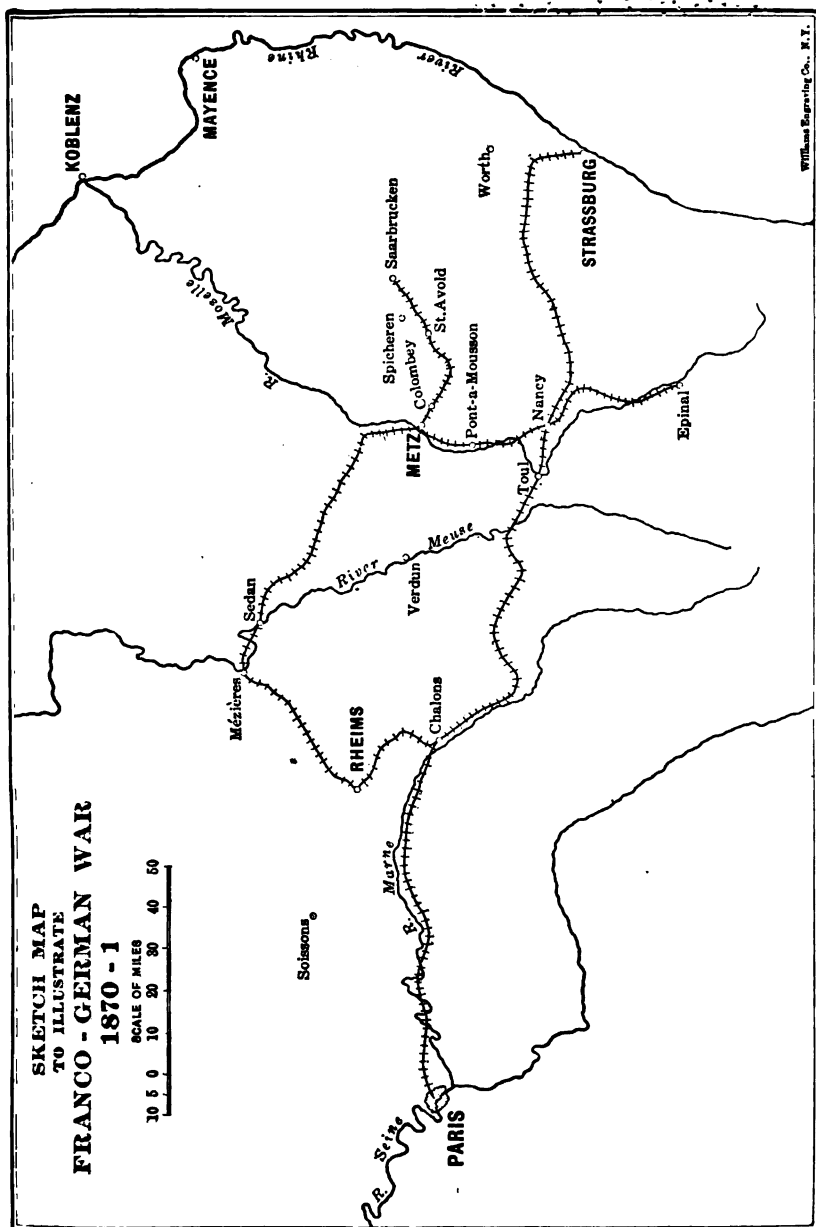 SKETCH MAP
TO ILLUSTRATE
FRANCO - GERMAN WAR
1870 - 1
SCALE OF MILES
10 5 0 10 20 30 40 50
KOBLENZ
MAYENCE
Rhine
River
R. Moselle
Saarbrucken
Spicheren
St.Avold
Colombey
METZ
Pont-a-Mousson
Worth
STRASSBURG
Nancy
Toul
Epinal
Sedan
Mézières
River Meuse
Verdun
RHEIMS
Chalons
Soissons
R. Marne
PARIS
R. Seine
Williams Engraving Co., N.Y.